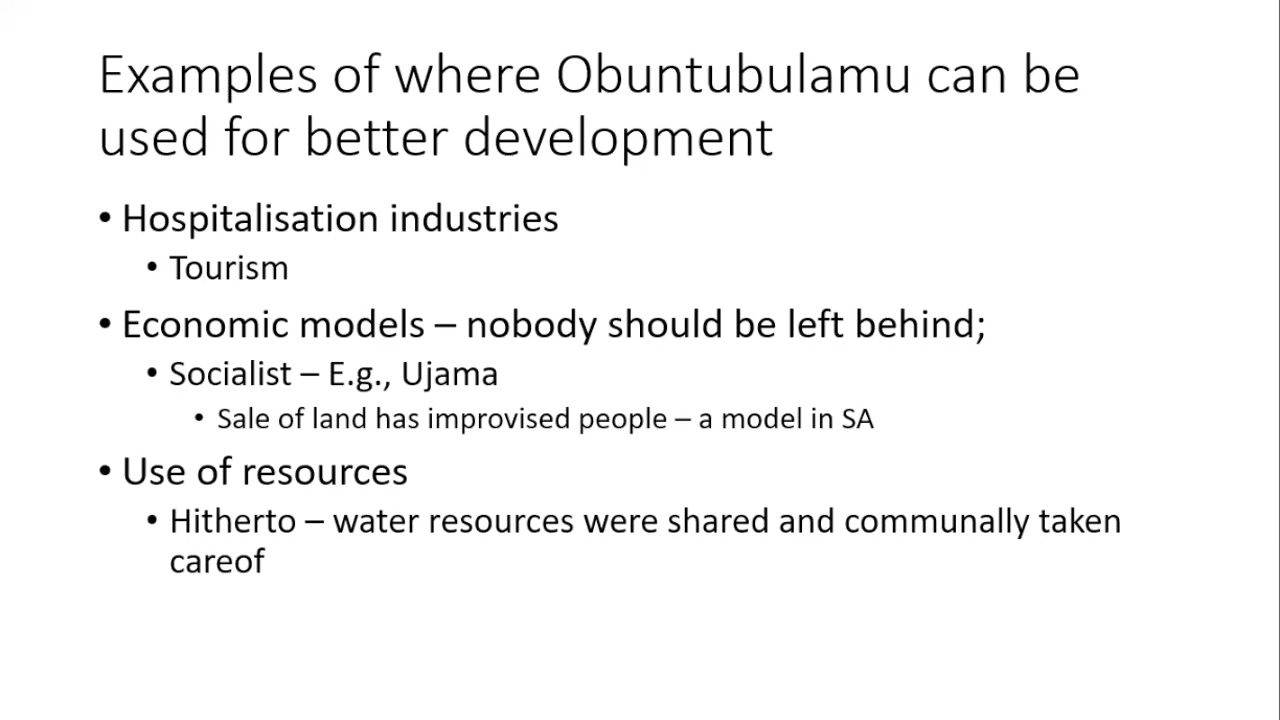 Examples of where Obuntubulamu can be
used for better development
• Hospitalisation industries
• Tourism
• Economic models – nobody should be left behind;
• Socialist – E.g., Ujama
• Sale of land has improvised people – a model in SA
• Use of resources
• Hitherto – water resources were shared and communally taken
careof